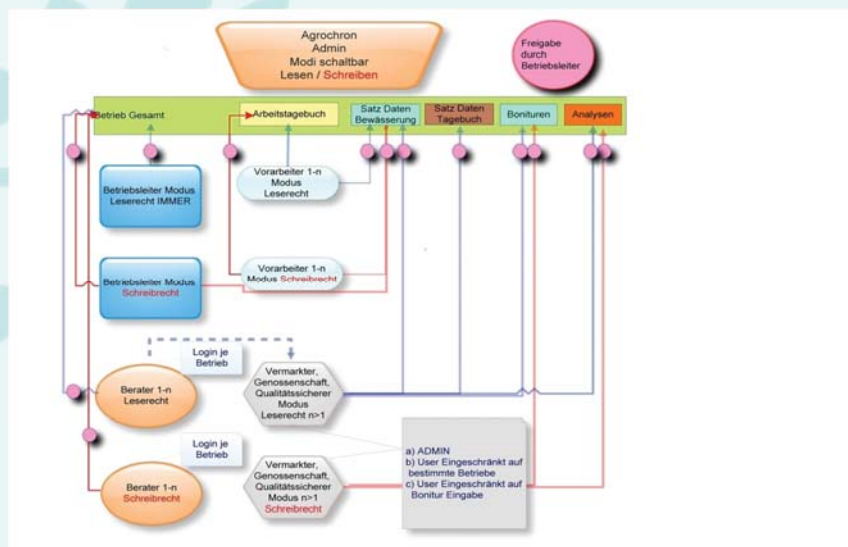 Agrochron
Admin
Modi schaltbar
Lesen / Schreiben
Freigabe
durch
Betriebsleiter
Betrieb Gesamt
Arbeitstagebuch
Satz Daten
Bewässerung
Satz Daten
Tagebuch
Bonituren
Analysen
Betriebsleiter Modus
Leserecht IMMER
Vorarbeiter 1-n
Modus
Leserecht
Betriebsleiter Modus
Schreibrecht
Vorarbeiter 1-n
Modus Schreibrecht
Login je
Betrieb
Berater 1-n
Leserecht
Vermarkter,
Genossenschaft,
Qualitätssicherer
Modus
Leserecht n>1
Login je
Betrieb
Berater 1-n
Schreibrecht
Vermarkter,
Genossenschaft,
Qualitätssicherer
Modus n>1
Schreibrecht
a) ADMIN
b) User Eingeschränkt auf
bestimmte Betriebe
c) User Eingeschränkt auf
Bonitur Eingabe